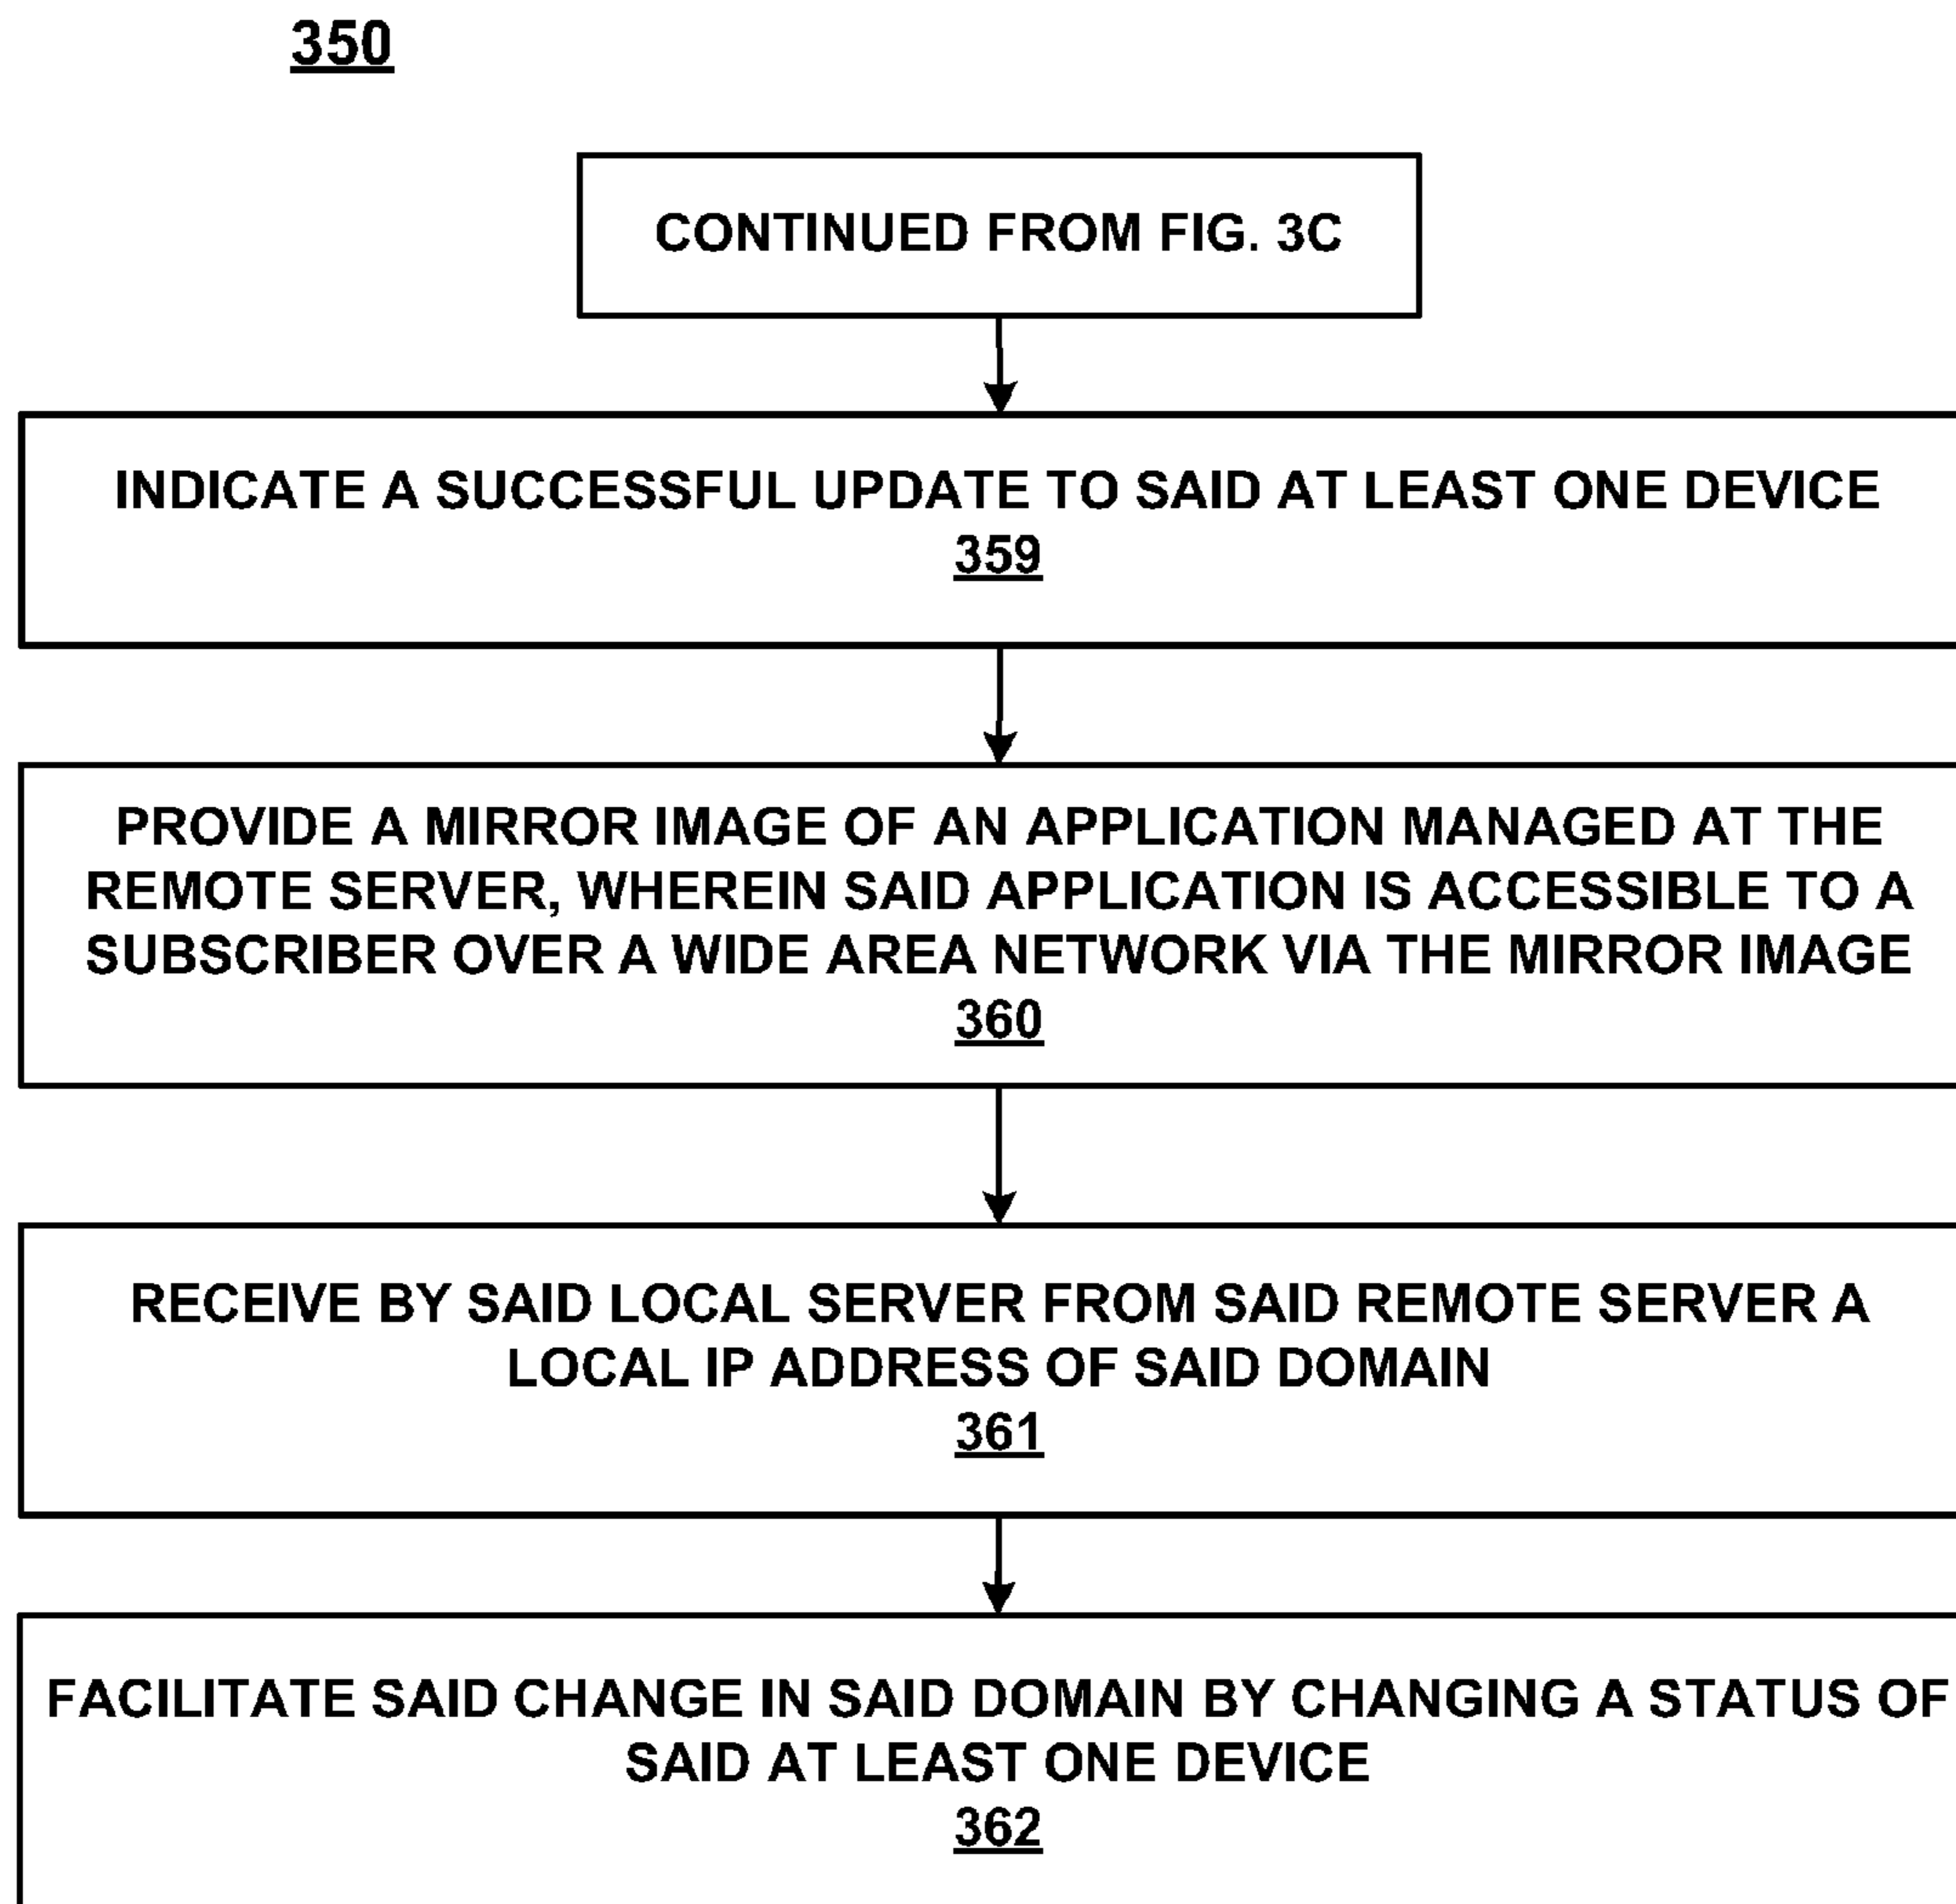 350
CONTINUED FROM FIG. 3C
INDICATE A SUCCESSFUL UPDATE TO SAID AT LEAST ONE DEVICE
359
PROVIDE A MIRROR IMAGE OF AN APPLICATION MANAGED AT THE
REMOTE SERVER, WHEREIN SAID APPLICATION IS ACCESSIBLE TO A
SUBSCRIBER OVER A WIDE AREA NETWORK VIA THE MIRROR IMAGE
360
RECEIVE BY SAID LOCAL SERVER FROM SAID REMOTE SERVER A
LOCAL IP ADDRESS OF SAID DOMAIN
361
FACILITATE SAID CHANGE IN SAID DOMAIN BY CHANGING A STATUS OF
SAID AT LEAST ONE DEVICE
362